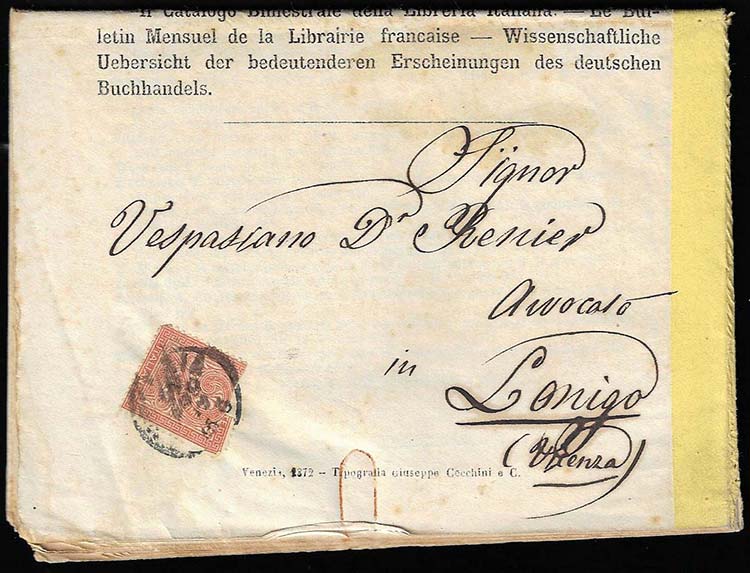 Il Catalogo Bimestrale della Libreria Italiana. — Le Bul-
letin Mensuel de la Librairie francaise — Wissenschaftliche
Uebersicht der bedeutenderen Erscheinungen des deutschen
Buchhandels.
Signor
Vespasiano Dr Renier
Avvocato
in
Lonigo
(Vicenza)
Venezia, 1872 — Tipografia Giuseppe Cecchini e C.